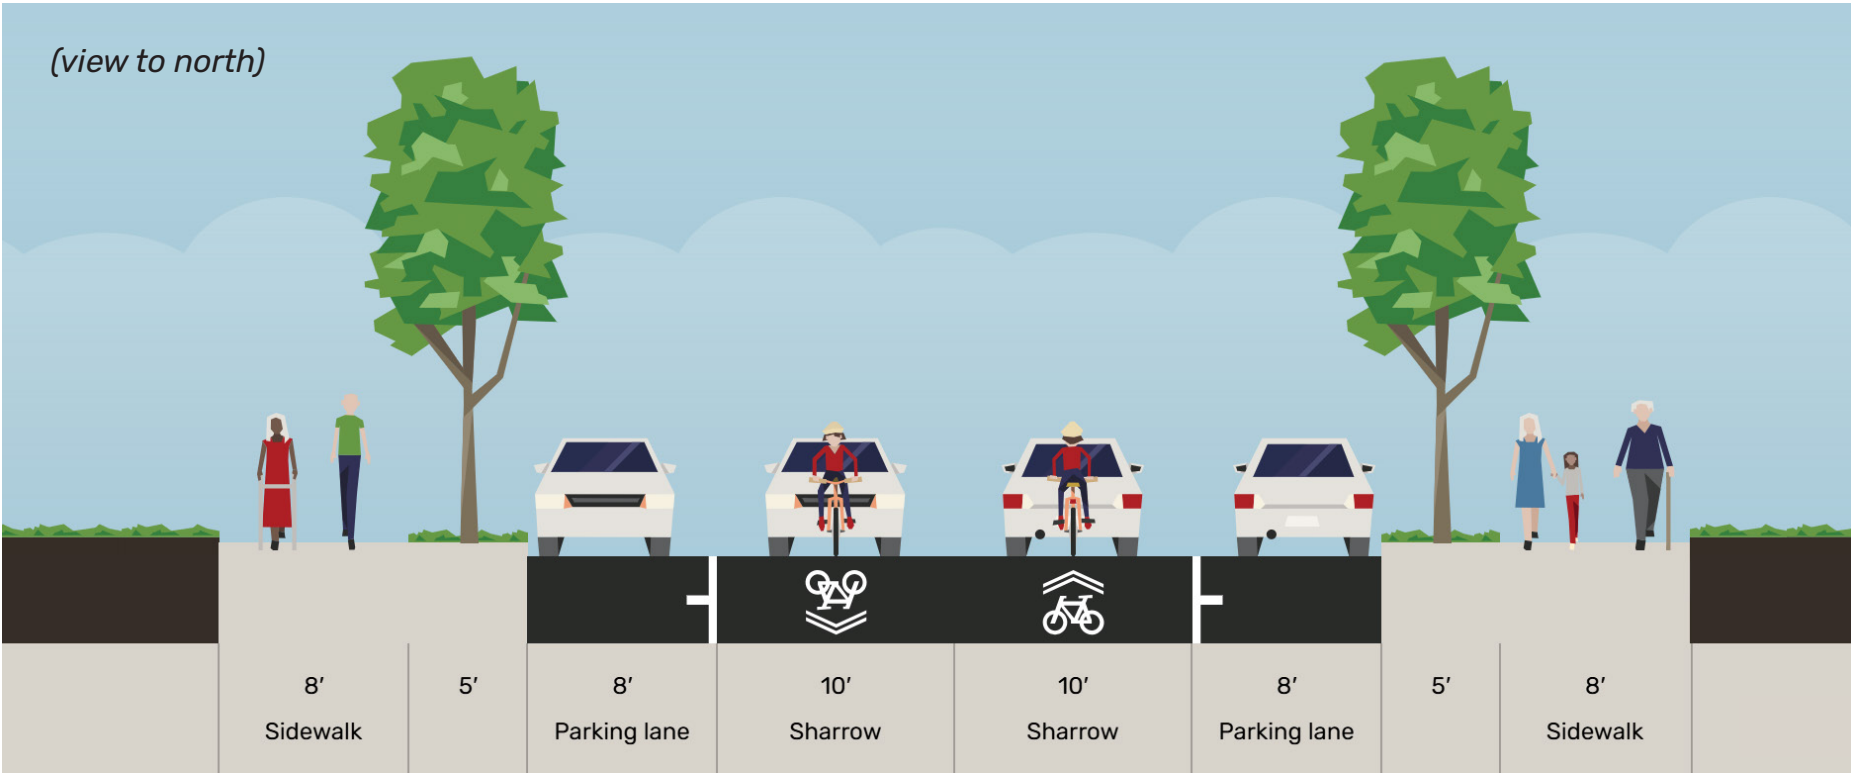 (view to north)
8’ 5’ 8’ 10’ 10’ 8’ 5’ 8’
Sidewalk Parking lane Sharrow Sharrow Parking lane Sidewalk